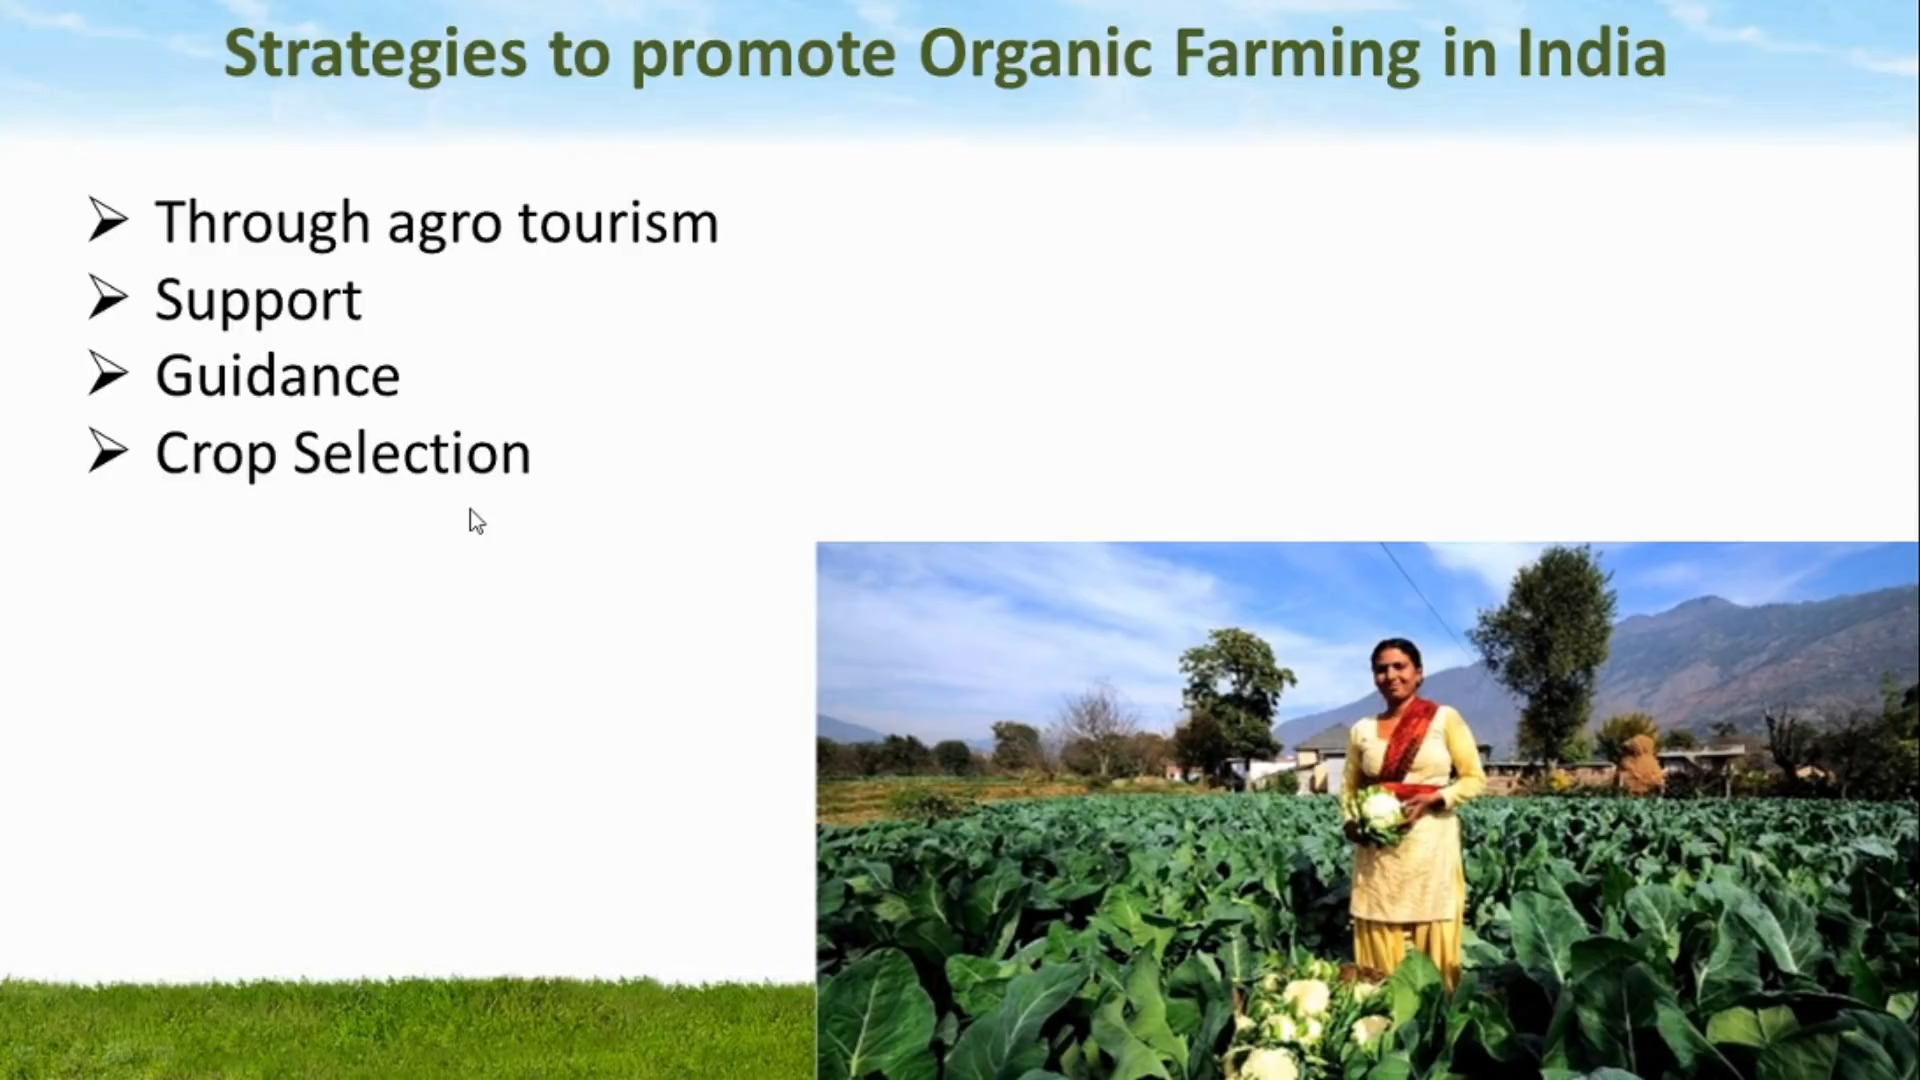 Strategies to promote Organic Farming in India
Through agro tourism
Support
Guidance
Crop Selection